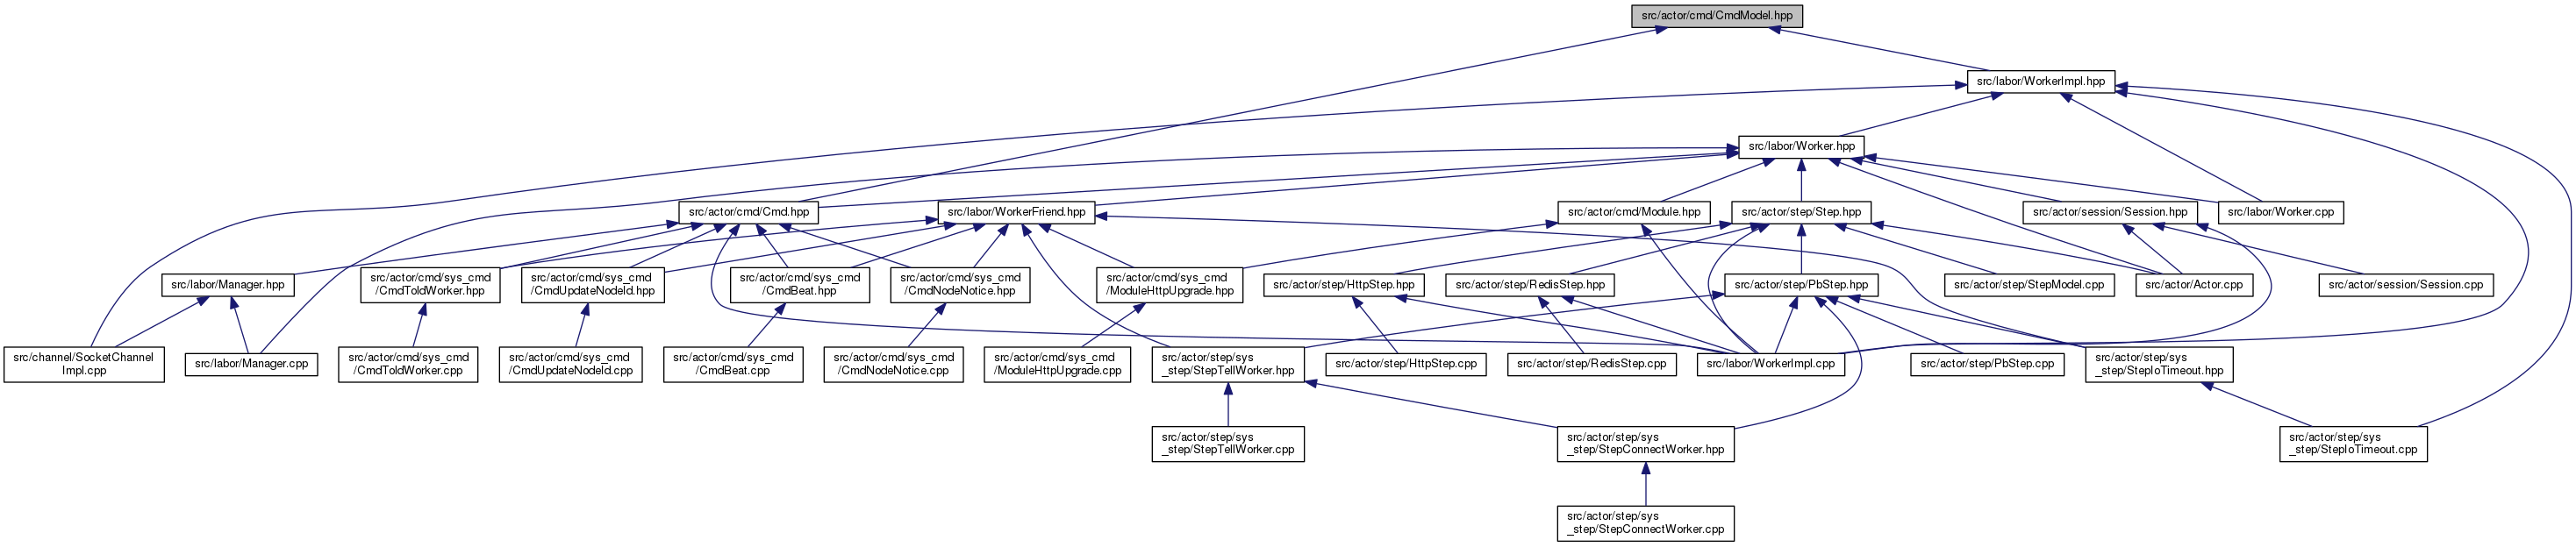 src/actor/cmd/CmdModel.hpp
src/labor/WorkerImpl.hpp
src/labor/Worker.hpp
src/actor/cmd/Cmd.hpp
src/labor/WorkerFriend.hpp
src/actor/cmd/Module.hpp
src/actor/step/Step.hpp
src/actor/session/Session.hpp
src/labor/Worker.cpp
src/labor/Manager.hpp
src/actor/cmd/sys_cmd
/CmdToldWorker.hpp
src/actor/cmd/sys_cmd
/CmdUpdateNodeId.hpp
src/actor/cmd/sys_cmd
/CmdBeat.hpp
src/actor/cmd/sys_cmd
/CmdNodeNotice.hpp
src/actor/cmd/sys_cmd
/ModuleHttpUpgrade.hpp
src/actor/step/HttpStep.hpp
src/actor/step/RedisStep.hpp
src/actor/step/PbStep.hpp
src/actor/step/StepModel.cpp
src/actor/Actor.cpp
src/actor/session/Session.cpp
src/channel/SocketChannel
Impl.cpp
src/labor/Manager.cpp
src/actor/cmd/sys_cmd
/CmdToldWorker.cpp
src/actor/cmd/sys_cmd
/CmdUpdateNodeId.cpp
src/actor/cmd/sys_cmd
/CmdBeat.cpp
src/actor/cmd/sys_cmd
/CmdNodeNotice.cpp
src/actor/cmd/sys_cmd
/ModuleHttpUpgrade.cpp
src/actor/step/sys
_step/StepTellWorker.hpp
src/actor/step/HttpStep.cpp
src/actor/step/RedisStep.cpp
src/labor/WorkerImpl.cpp
src/actor/step/PbStep.cpp
src/actor/step/sys
_step/StepIoTimeout.hpp
src/actor/step/sys
_step/StepTellWorker.cpp
src/actor/step/sys
_step/StepConnectWorker.hpp
src/actor/step/sys
_step/StepIoTimeout.cpp
src/actor/step/sys
_step/StepConnectWorker.cpp